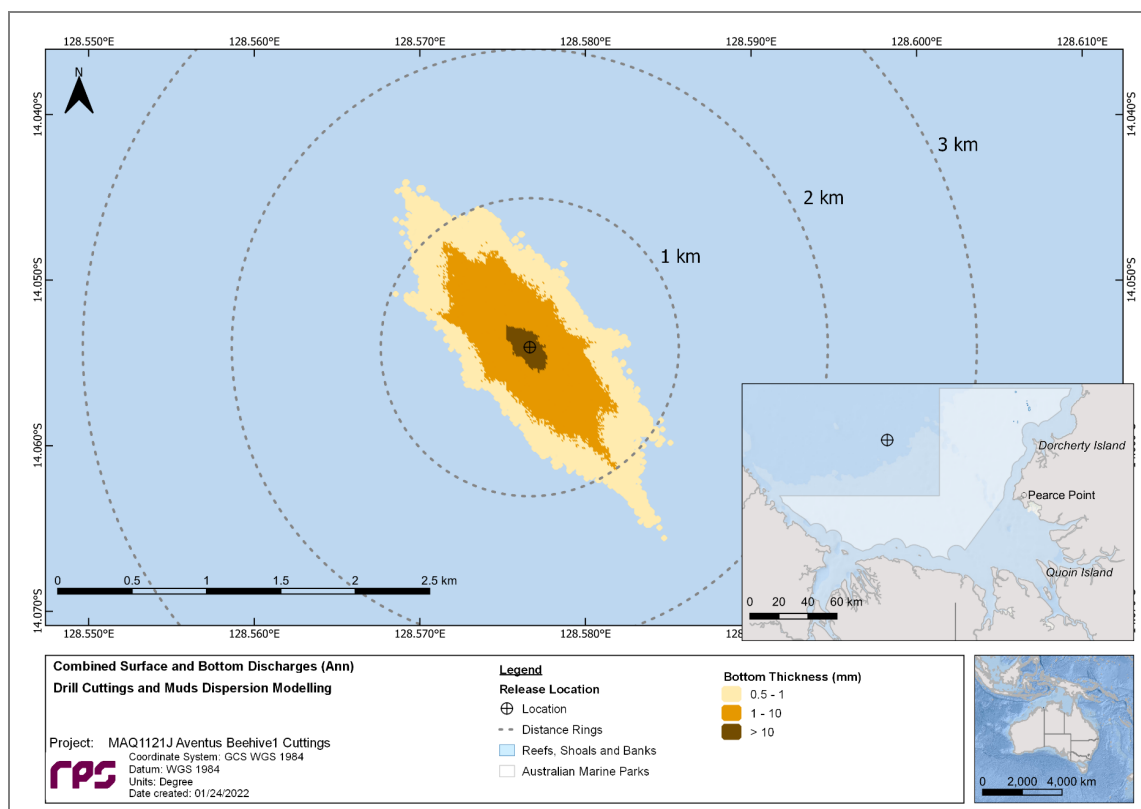 128.550°E 128.560°E 128.570°E 128.580°E 128.590°E 128.600°E 128.610°E
N
14.040°S
14.040°S
3 km
2 km
1 km
14.050°S
14.050°S
14.060°S
Dorcherty Island
Pearce Point
Quoin Island
0 20 40 60 km
0 0.5 1 1.5 2 2.5 km
14.070°S
128.550°E 128.560°E 128.570°E 128.580°E
Combined Surface and Bottom Discharges (Ann)
Drill Cuttings and Muds Dispersion Modelling
Project: MAQ1121J Aventus Beehive1 Cuttings
rps
Coordinate System: GCS WGS 1984
Datum: WGS 1984
Units: Degree
Date created: 01/24/2022
Legend
Release Location
Location
Distance Rings
Reefs, Shoals and Banks
Australian Marine Parks
Bottom Thickness (mm)
0.5 - 1
1 - 10
> 10
0 2,000 4,000 km